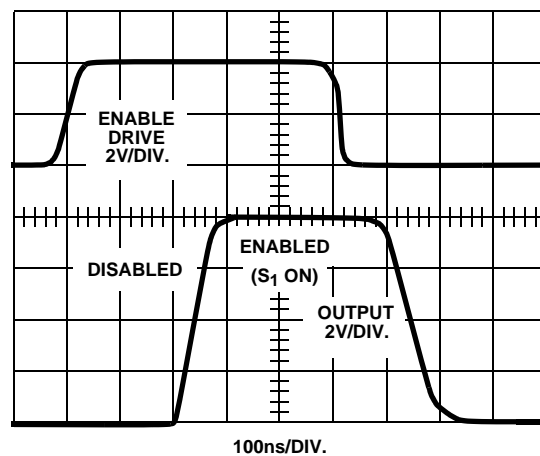 ENABLE
DRIVE
2V/DIV.
DISABLED
ENABLED
(S1 ON)
OUTPUT
2V/DIV.
100ns/DIV.